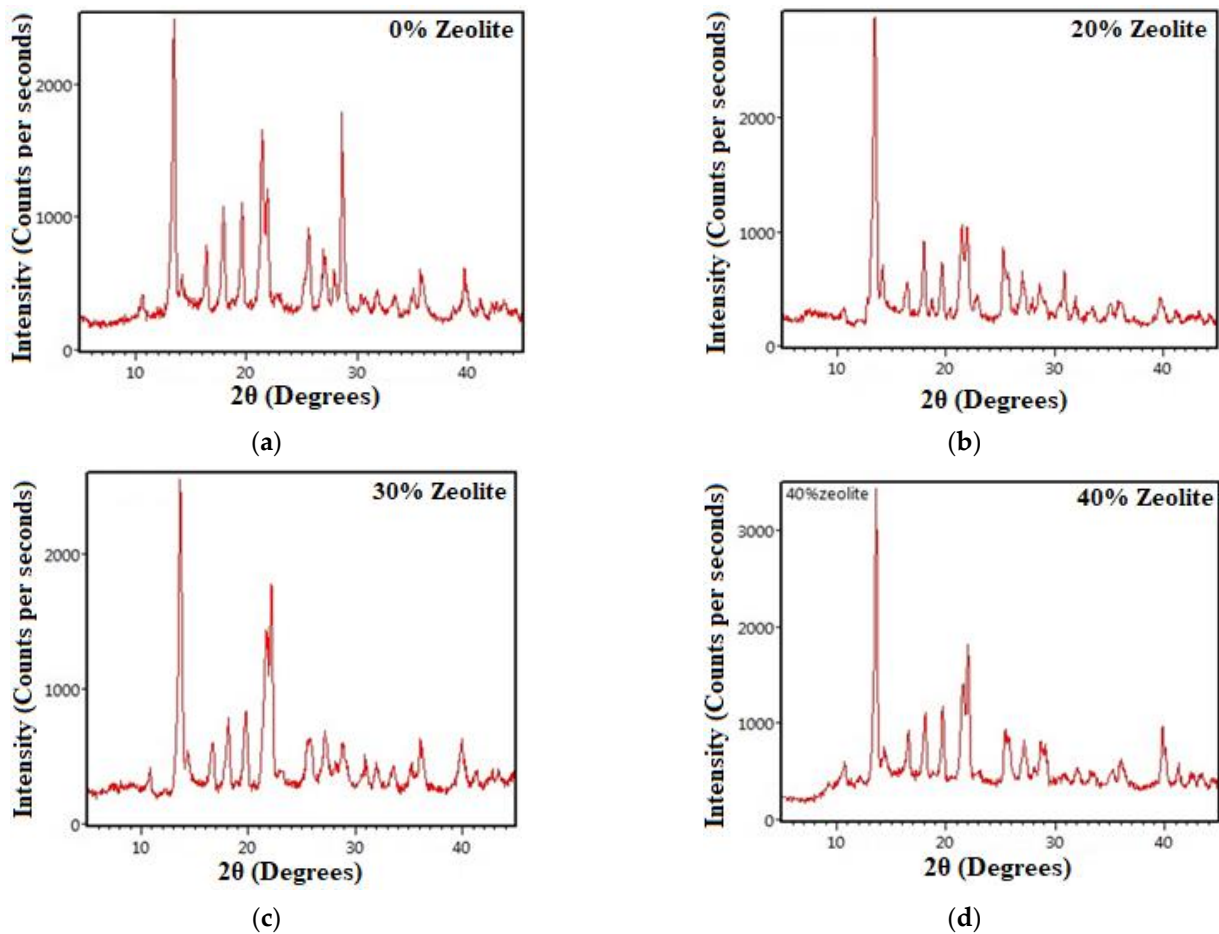 0% Zeolite
Intensity (Counts per seconds)
2000
1000
0
10 20 30 40
2θ (Degrees)
(a)
20% Zeolite
Intensity (Counts per seconds)
2000
1000
0
10 20 30 40
2θ (Degrees)
(b)
30% Zeolite
Intensity (Counts per seconds)
2000
1000
0
10 20 30 40
2θ (Degrees)
(c)
40%zeolite 40% Zeolite
Intensity (Counts per seconds)
3000
2000
1000
0
10 20 30 40
2θ (Degrees)
(d)